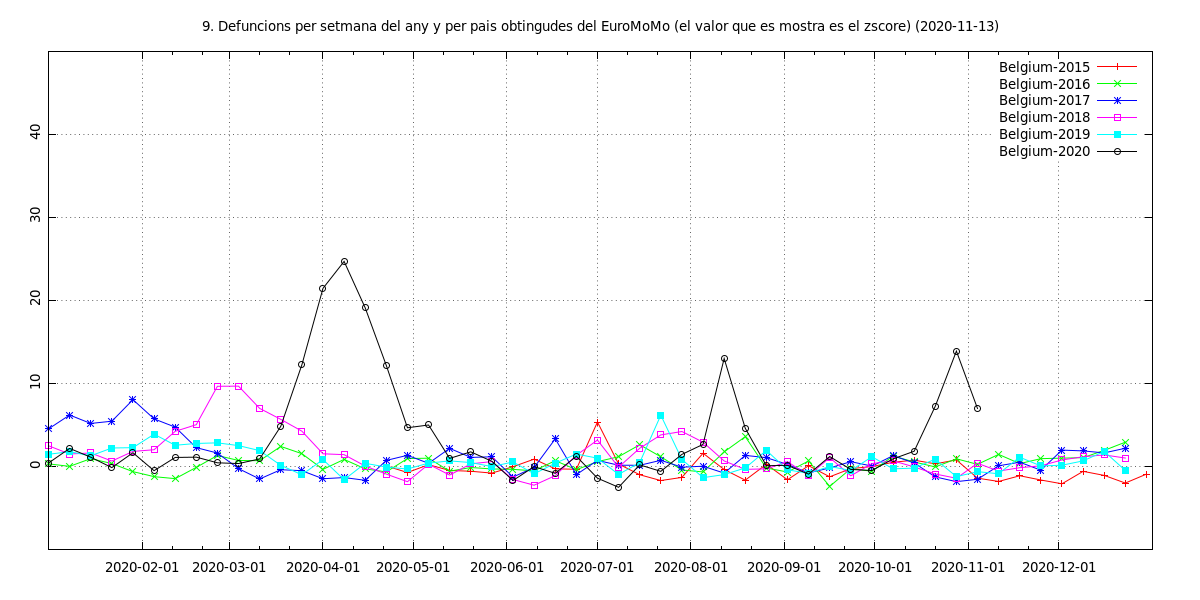 9. Defuncions per setmana del any y per pais obtingudes del EuroMoMo (el valor que es mostra es el zscore) (2020-11-13)
Belgium-2015
Belgium-2016
Belgium-2017
Belgium-2018
Belgium-2019
Belgium-2020
40
30
20
10
0
2020-02-01 2020-03-01 2020-04-01 2020-05-01 2020-06-01 2020-07-01 2020-08-01 2020-09-01 2020-10-01 2020-11-01 2020-12-01